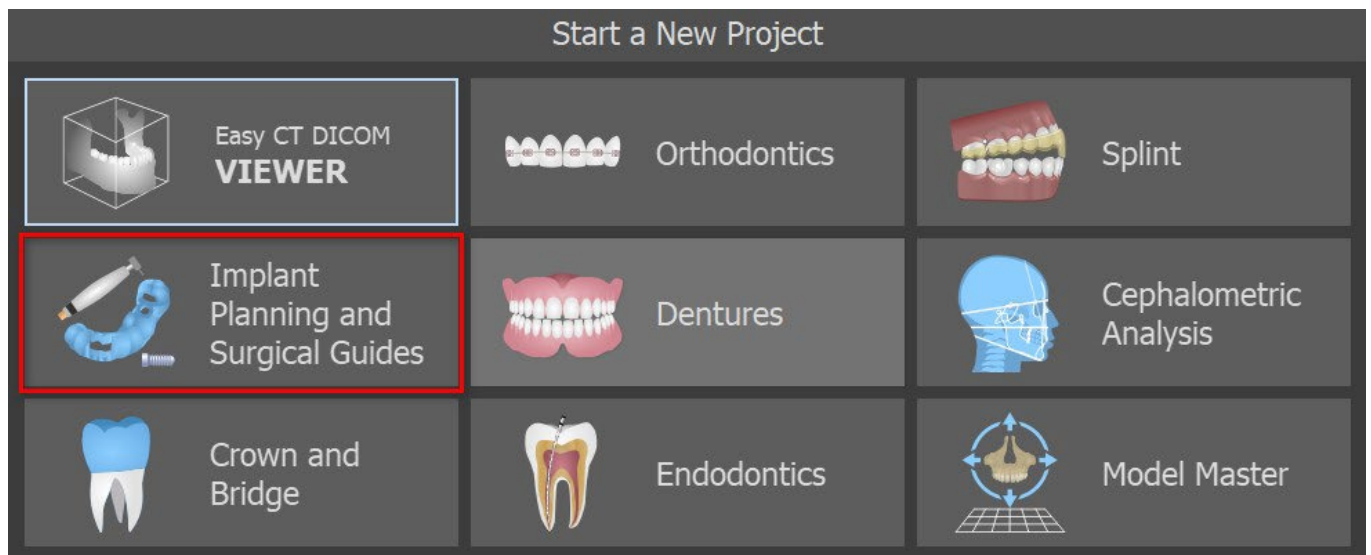 Start a New Project
Easy CT DICOM
VIEWER
Orthodontics
Splint
Implant
Planning and
Surgical Guides
Dentures
Cephalometric
Analysis
Crown and
Bridge
Endodontics
Model Master